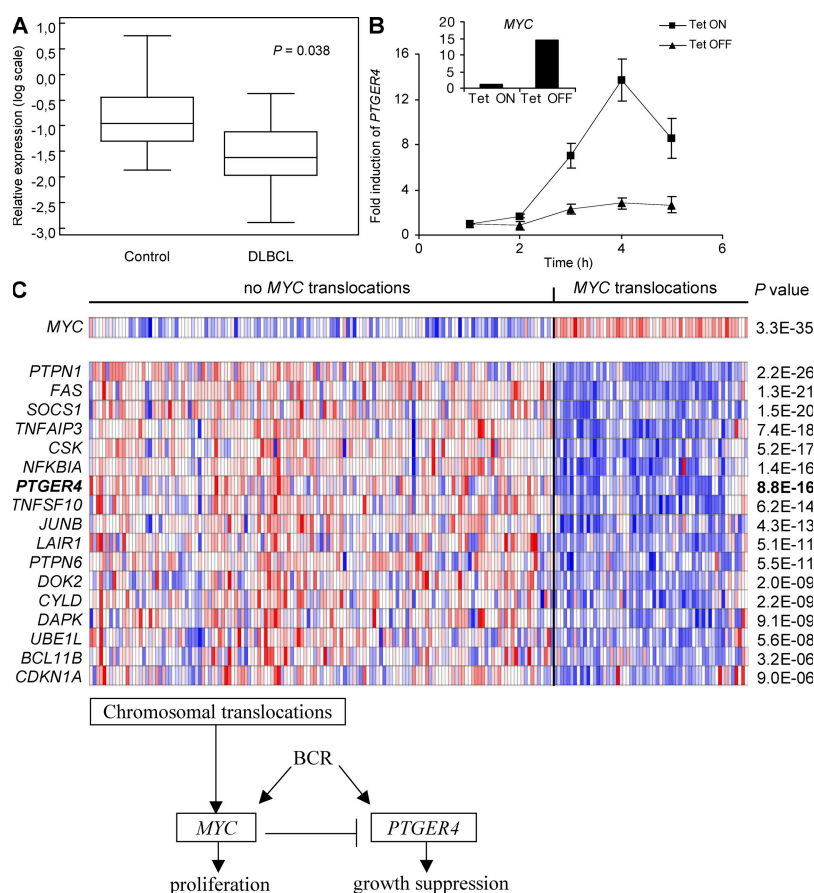 A
Relative expression (log scale)
1,0
0,5
0,0
-0,5
-1,0
-1,5
-2,0
-2,5
-3,0
P = 0.038
Control
DLBCL
B
Fold induction of PTGER4
16
12
8
4
0
0
2
4
6
Time (h)
MYC
20
15
10
5
0
Tet ON
Tet OFF
Tet ON
Tet OFF
C
no MYC translocations
MYC translocations
P value
MYC 3.3E-35
PTPN1 2.2E-26
FAS 1.3E-21
SOCS1 1.5E-20
TNFAIP3 7.4E-18
CSK 5.2E-17
NFKBIA 1.4E-16
PTGER4 8.8E-16
TNFSF10 6.2E-14
JUNB 4.3E-13
LAIR1 5.1E-11
PTPN6 5.5E-11
DOK2 2.0E-09
CYLD 2.2E-09
DAPK 9.1E-09
UBE1L 5.6E-08
BCL11B 3.2E-06
CDKN1A 9.0E-06
Chromosomal translocations
BCR
MYC
PTGER4
proliferation
growth suppression